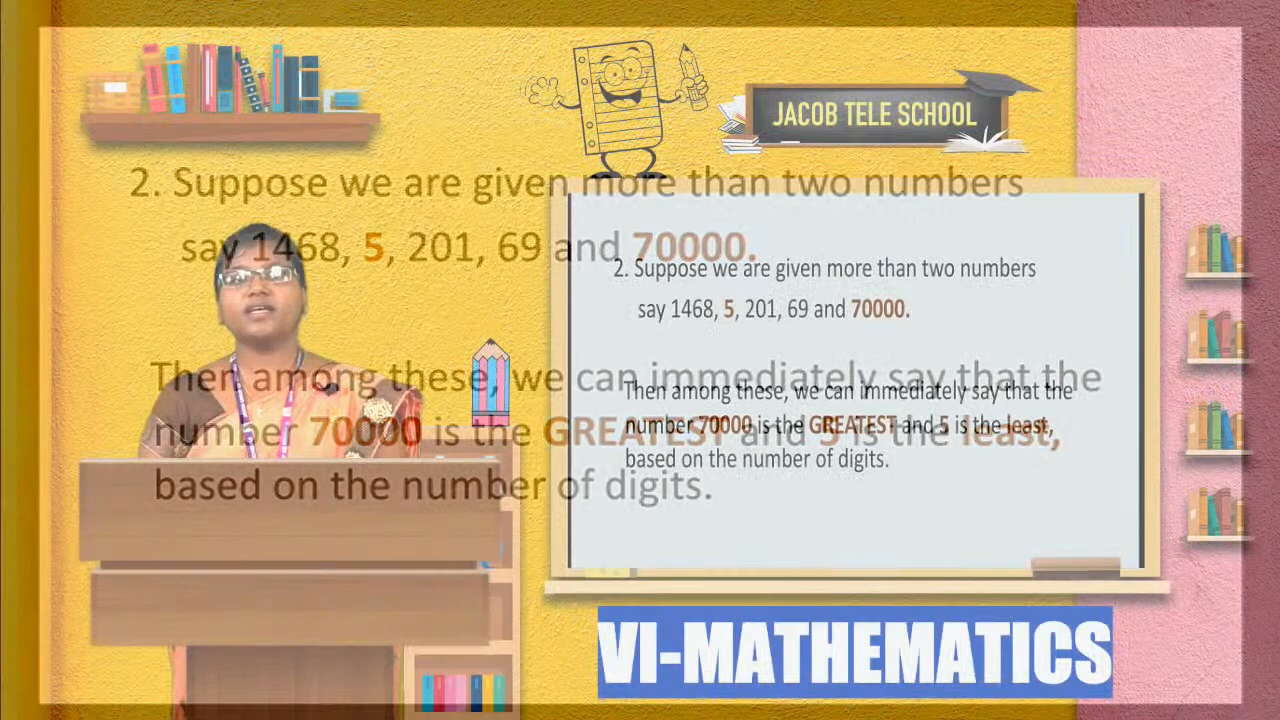 JACOB TELE SCHOOL
2. Suppose we are given more than two numbers
say 1468, 5, 201, 69 and 70000.
Then among these, we can immediately say that the
number 70000 is the GREATEST and 5 is the least,
based on the number of digits.
2. Suppose we are given more than two numbers
say 1468, 5, 201, 69 and 70000.
Then among these, we can immediately say that the
number 70000 is the GREATEST and 5 is the least,
based on the number of digits.
VI-MATHEMATICS